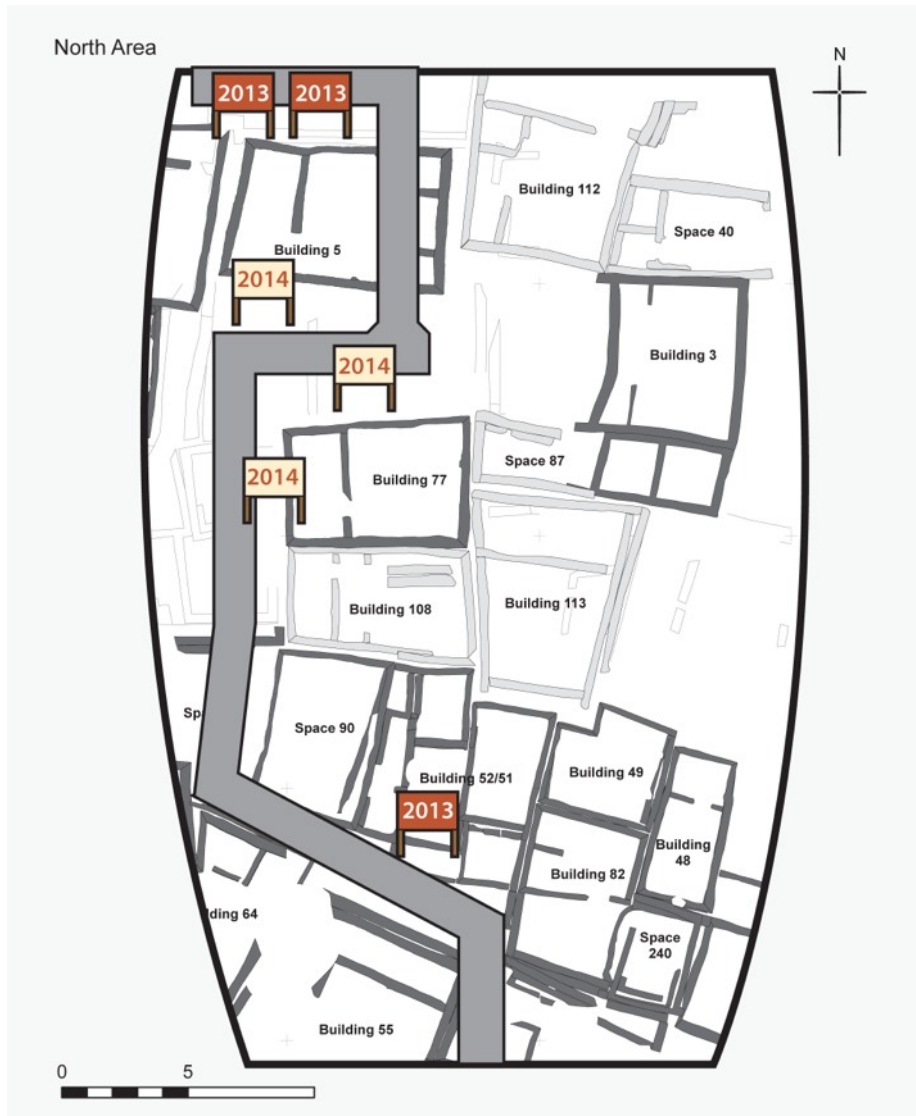 North Area
N
2013
2013
Building 112
Space 40
Building 5
2014
Building 3
2014
Space 87
2014
Building 77
Building 108
Building 113
Space 90
Building 52/51
Building 49
2013
Building
48
Building 82
lding 64
Space
240
Building 55
0
5